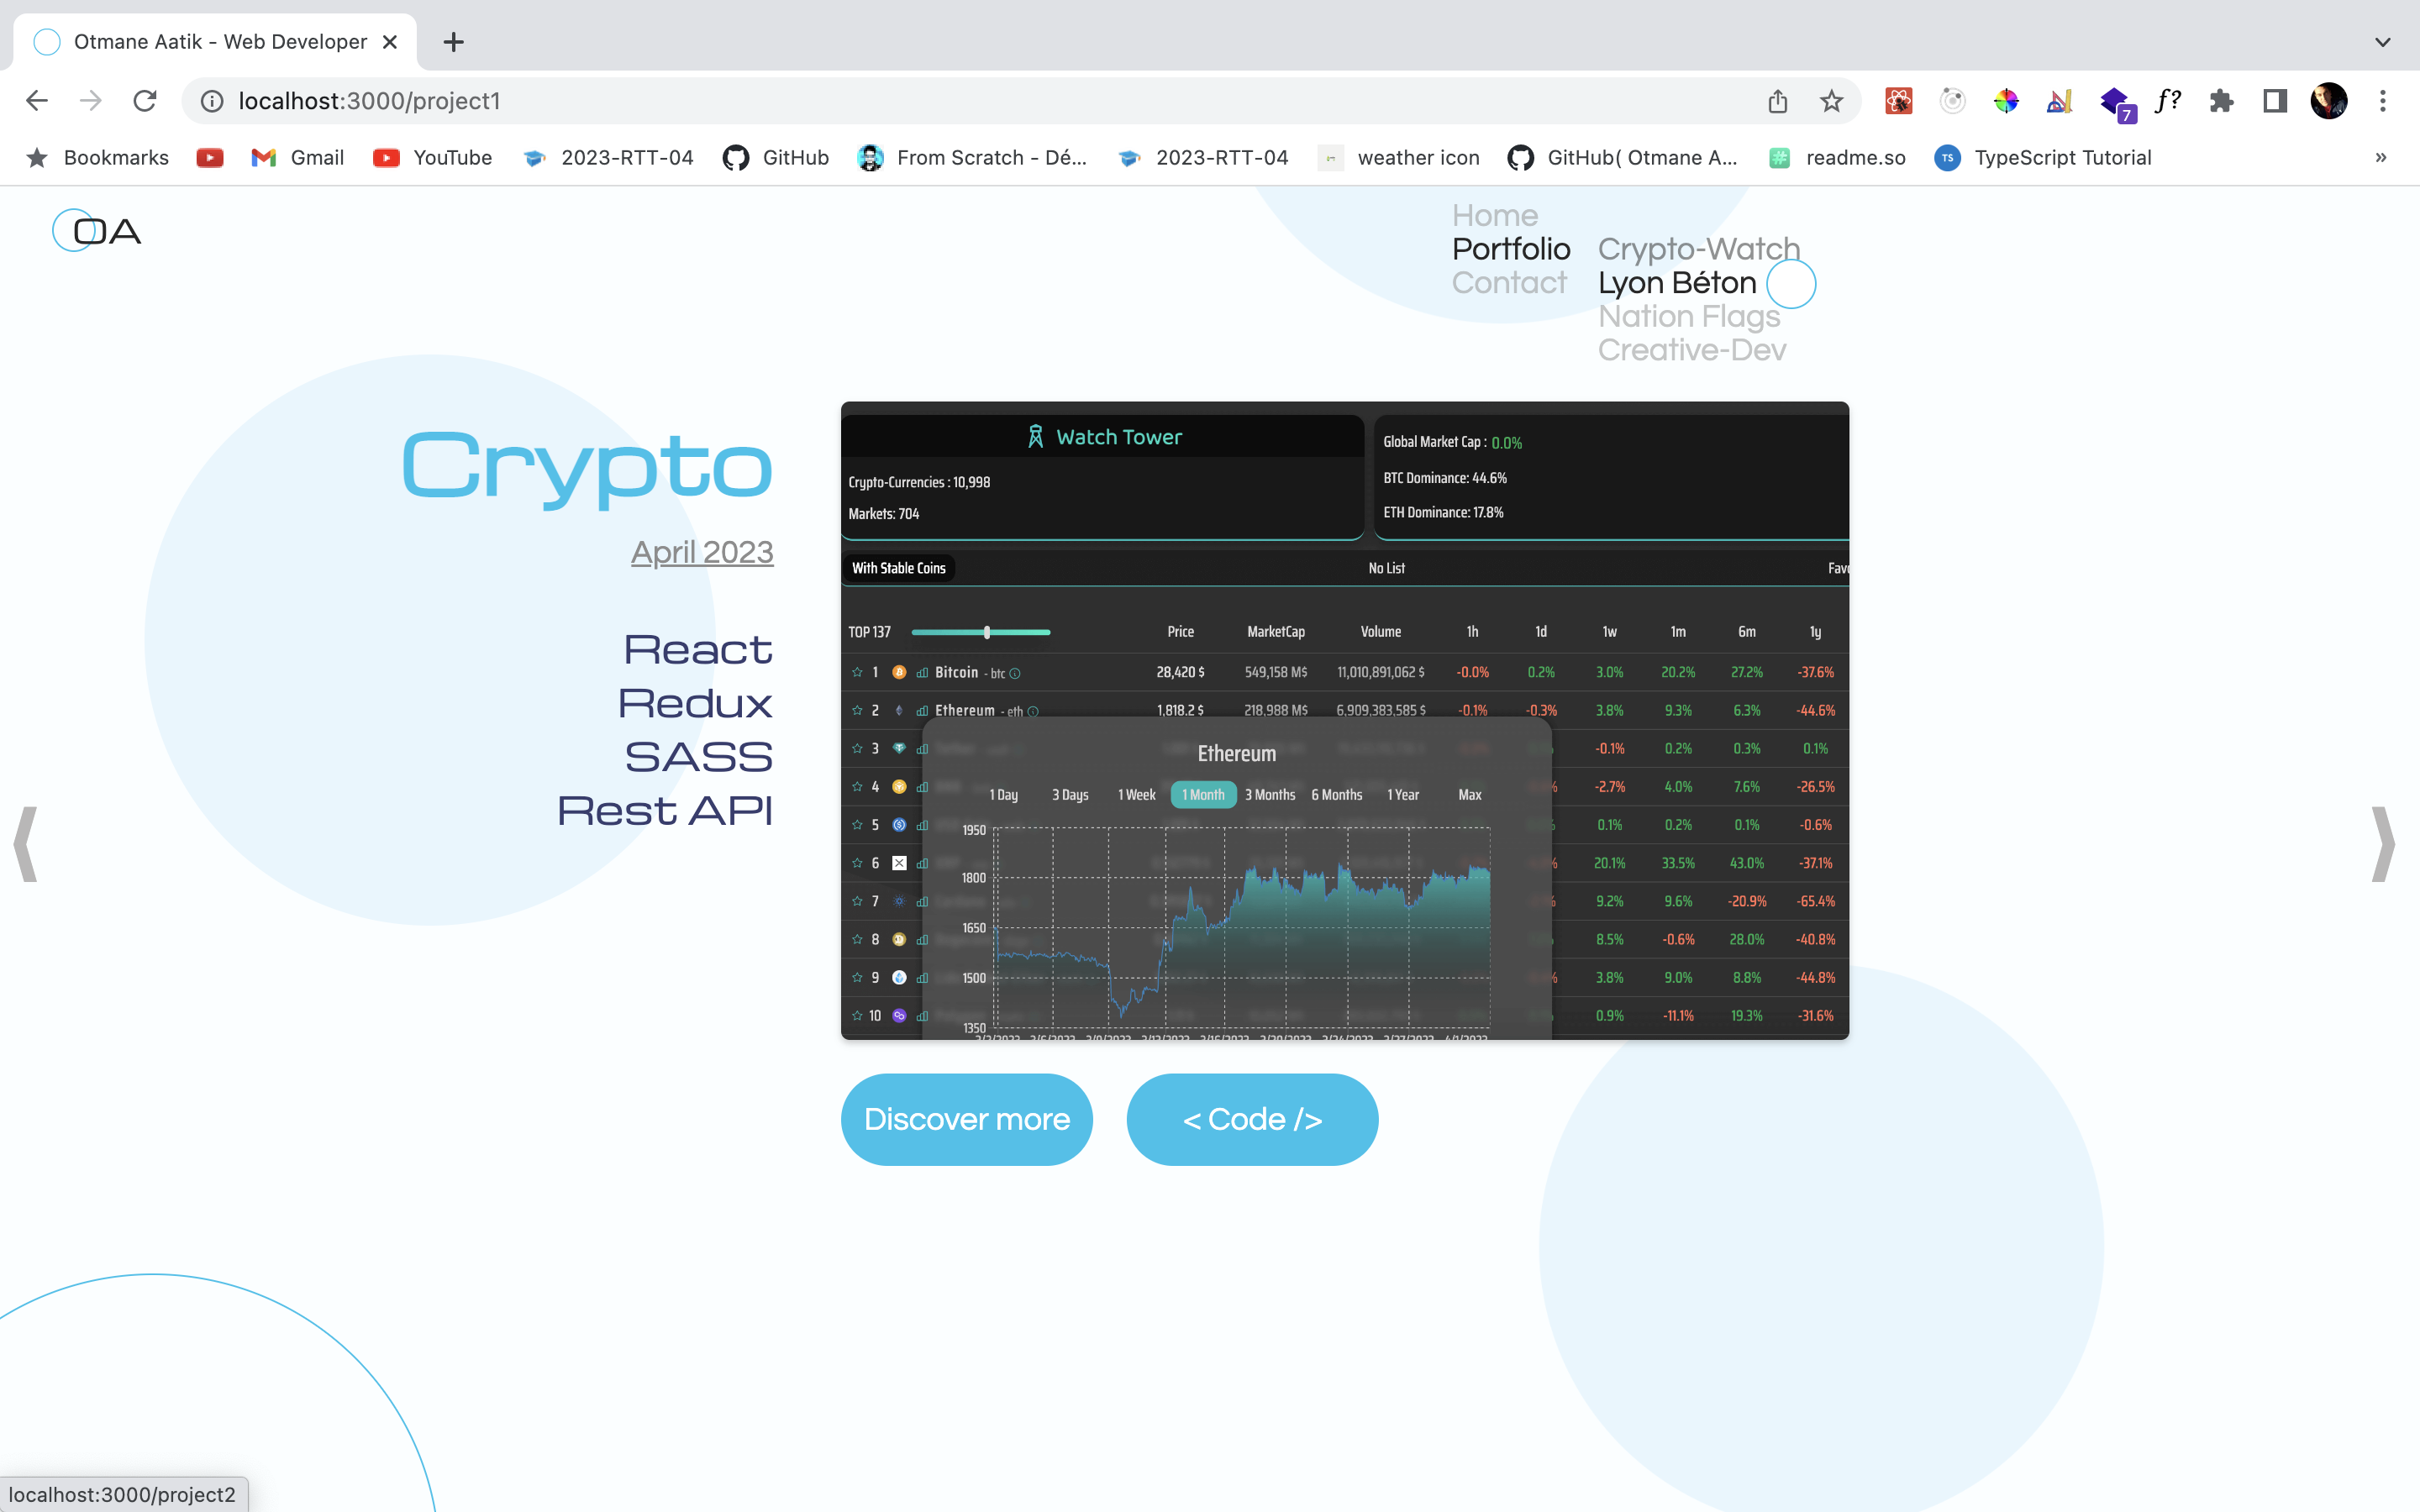 Otmane Aatik - Web Developer
localhost:3000/project1
7
Bookmarks
Gmail
YouTube
2023-RTT-04
GitHub
From Scratch - Dé...
2023-RTT-04
weather icon
GitHub( Otmane A...
readme.so
TS
TypeScript Tutorial
»
OA
Home
Portfolio
Contact
Crypto-Watch
Lyon Béton
Nation Flags
Creative-Dev
Crypto
April 2023
React
Redux
SASS
Rest API
Watch Tower
Crypto-Currencies : 10,998
Markets: 704
Global Market Cap : 0.0%
BTC Dominance: 44.6%
ETH Dominance: 17.8%
With Stable Coins No List Favo
TOP 137 Price MarketCap Volume 1h 1d 1w 1m 6m 1y
1 Bitcoin - btc 28,420 $ 549,158 M$ 11,010,891,062 $ -0.0% 0.2% 3.0% 20.2% 27.2% -37.6%
2 Ethereum - eth 1,818.2 $ 218,988 M$ 6,909,383,585 $ -0.1% -0.3% 3.8% 9.3% 6.3% -44.6%
3 -0.1% 0.2% 0.3% 0.1%
4 -2.7% 4.0% 7.6% -26.5%
5 0.1% 0.2% 0.1% -0.6%
6 20.1% 33.5% 43.0% -37.1%
7 9.2% 9.6% -20.9% -65.4%
8 8.5% -0.6% 28.0% -40.8%
9 3.8% 9.0% 8.8% -44.8%
10 0.9% -11.1% 19.3% -31.6%
Ethereum
1 Day 3 Days 1 Week 1 Month 3 Months 6 Months 1 Year Max
1950
1800
1650
1500
1350
Discover more
< Code />
localhost:3000/project2